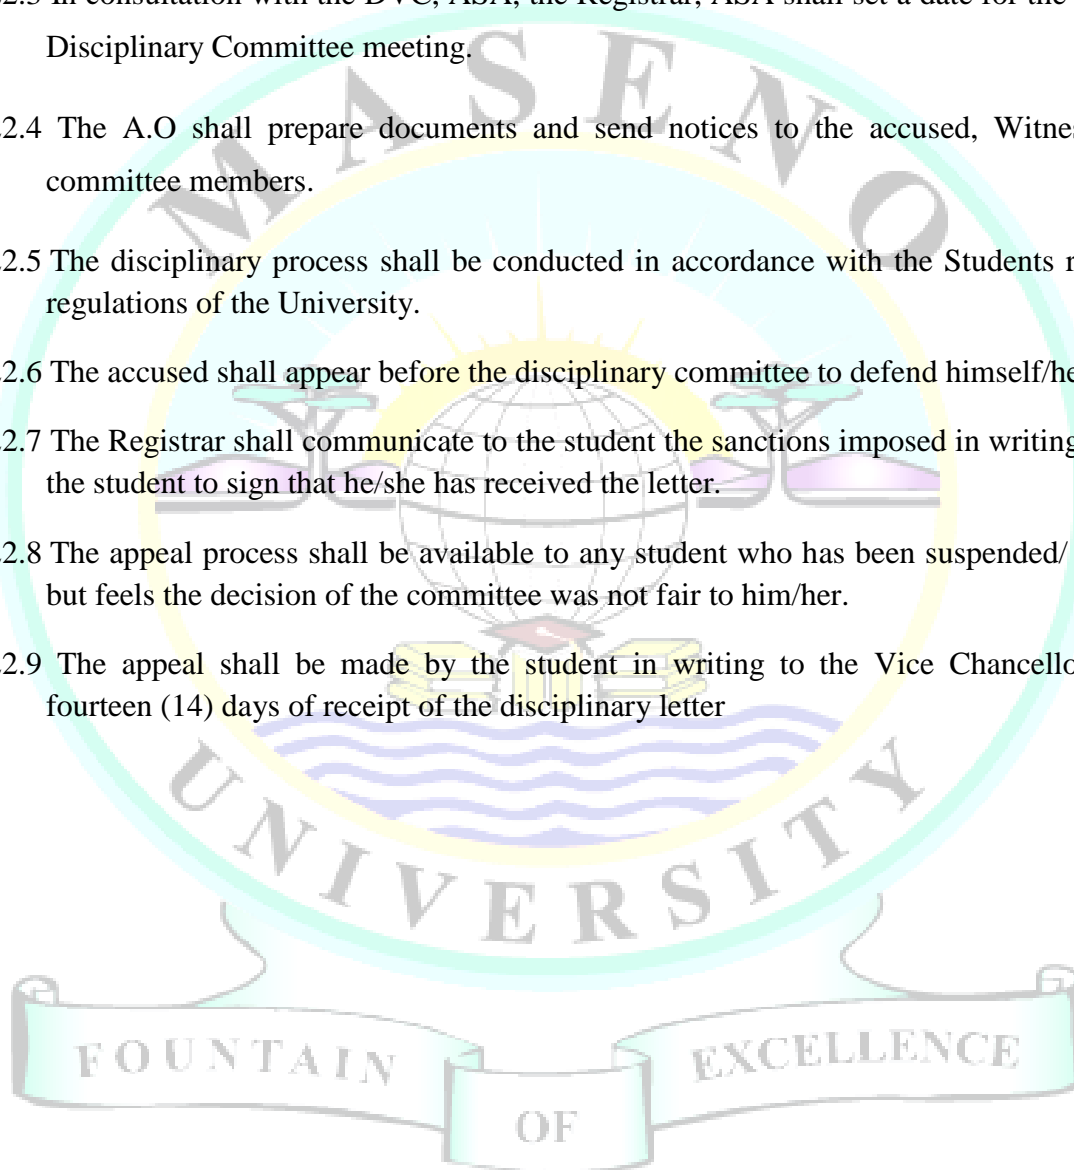 .2.3 In consultation with the DVC, ASA, the Registrar, ASA shall set a date for the
Disciplinary Committee meeting.
.2.4 The A.O shall prepare documents and send notices to the accused, Witnes
committee members.
.2.5 The disciplinary process shall be conducted in accordance with the Students r
regulations of the University.
.2.6 The accused shall appear before the disciplinary committee to defend himself/he
.2.7 The Registrar shall communicate to the student the sanctions imposed in writing
the student to sign that he/she has received the letter.
.2.8 The appeal process shall be available to any student who has been suspended/
but feels the decision of the committee was not fair to him/her.
.2.9 The appeal shall be made by the student in writing to the Vice Chancello
fourteen (14) days of receipt of the disciplinary letter
MASENO
UNIVERSITY
FOUNTAIN
OF
EXCELLENCE